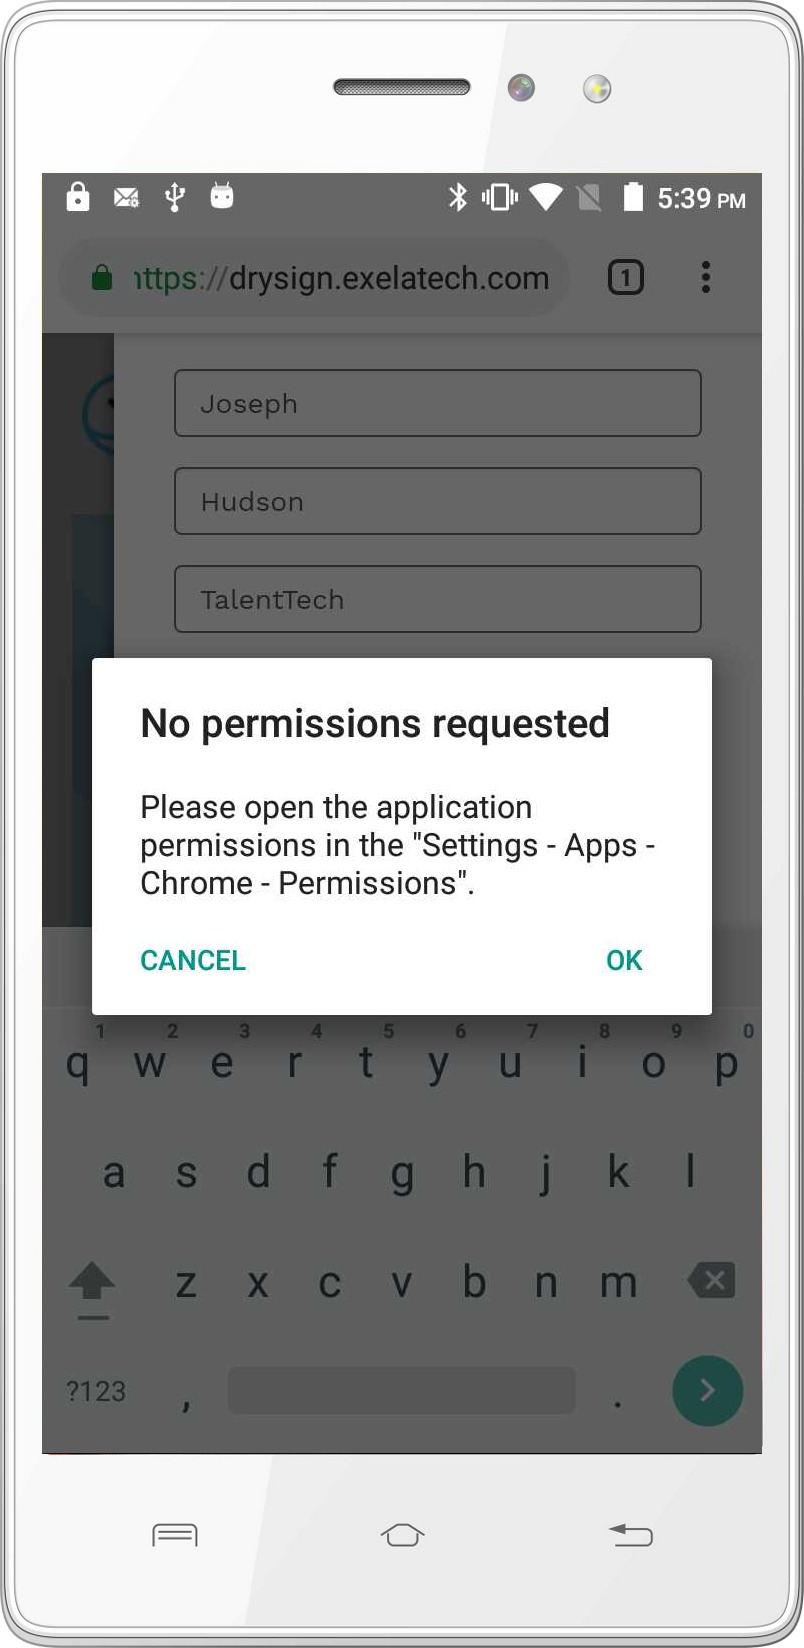 5:39 PM
https://drysign.exelatech.com
1
Joseph
Hudson
TalentTech
No permissions requested
Please open the application
permissions in the "Settings - Apps -
Chrome - Permissions".
CANCEL OK
1 2 3 4 5 6 7 8 9 0
q w e r t y u i o p
a s d f g h j k l
z x c v b n m
?123 , .